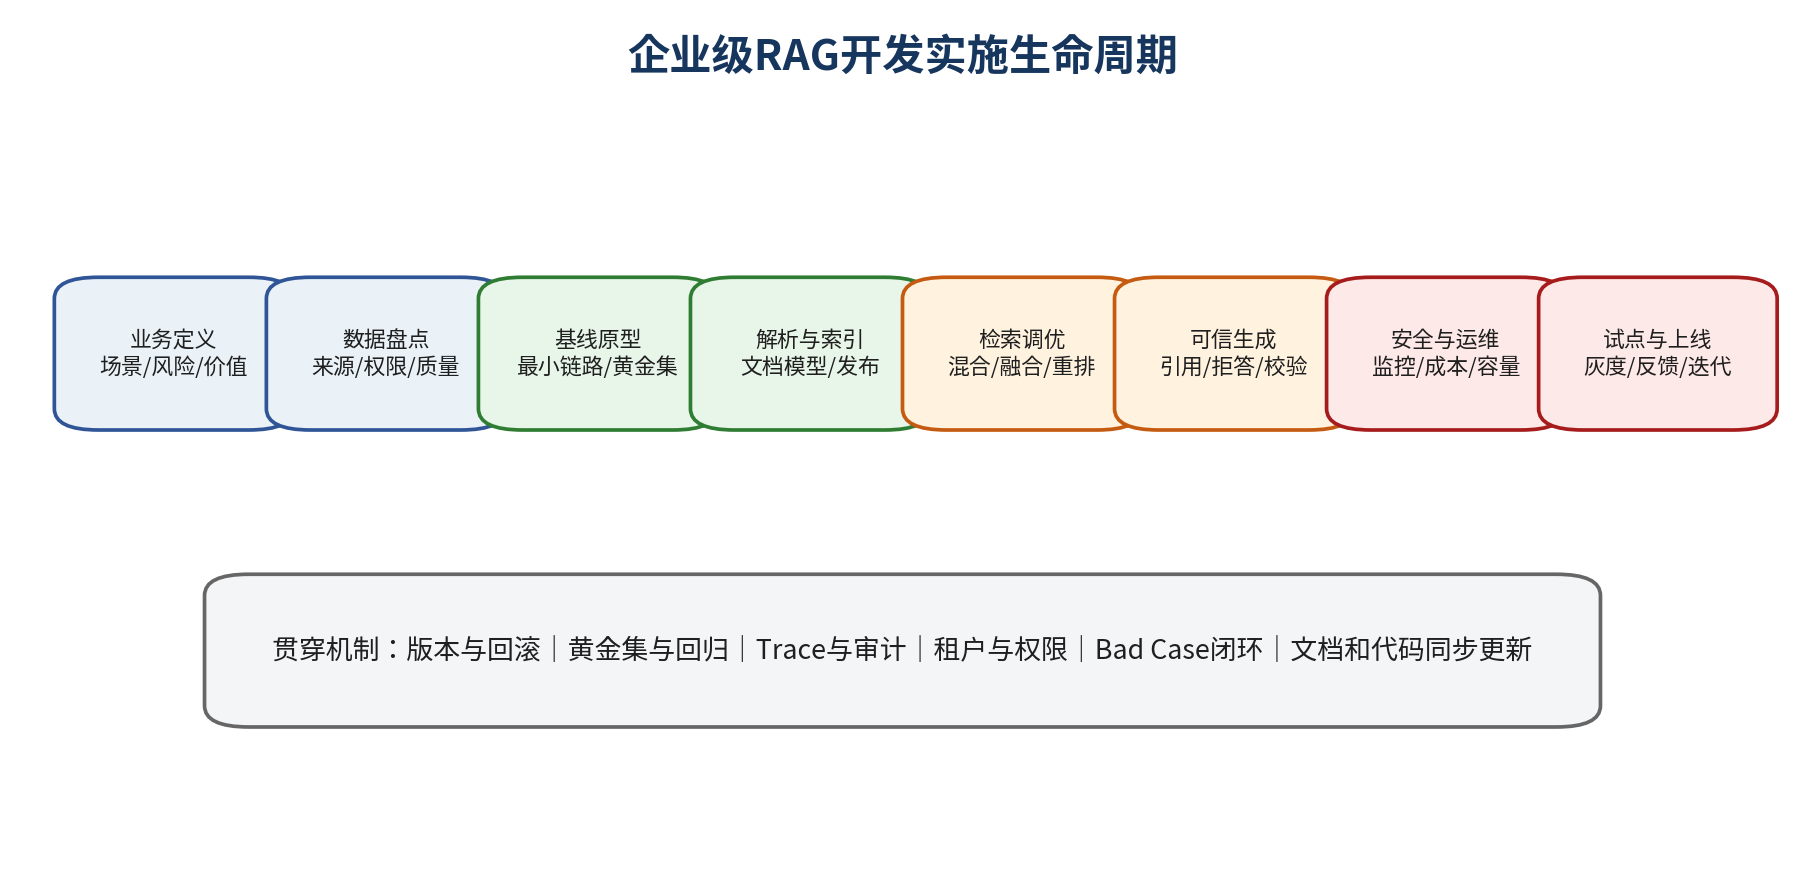 企业级RAG开发实施生命周期
业务定义
场景/风险/价值
数据盘点
来源/权限/质量
基线原型
最小链路/黄金集
解析与索引
文档模型/发布
检索调优
混合/融合/重排
可信生成
引用/拒答/校验
安全与运维
监控/成本/容量
试点与上线
灰度/反馈/迭代
贯穿机制：版本与回滚｜黄金集与回归｜Trace与审计｜租户与权限｜Bad Case闭环｜文档和代码同步更新